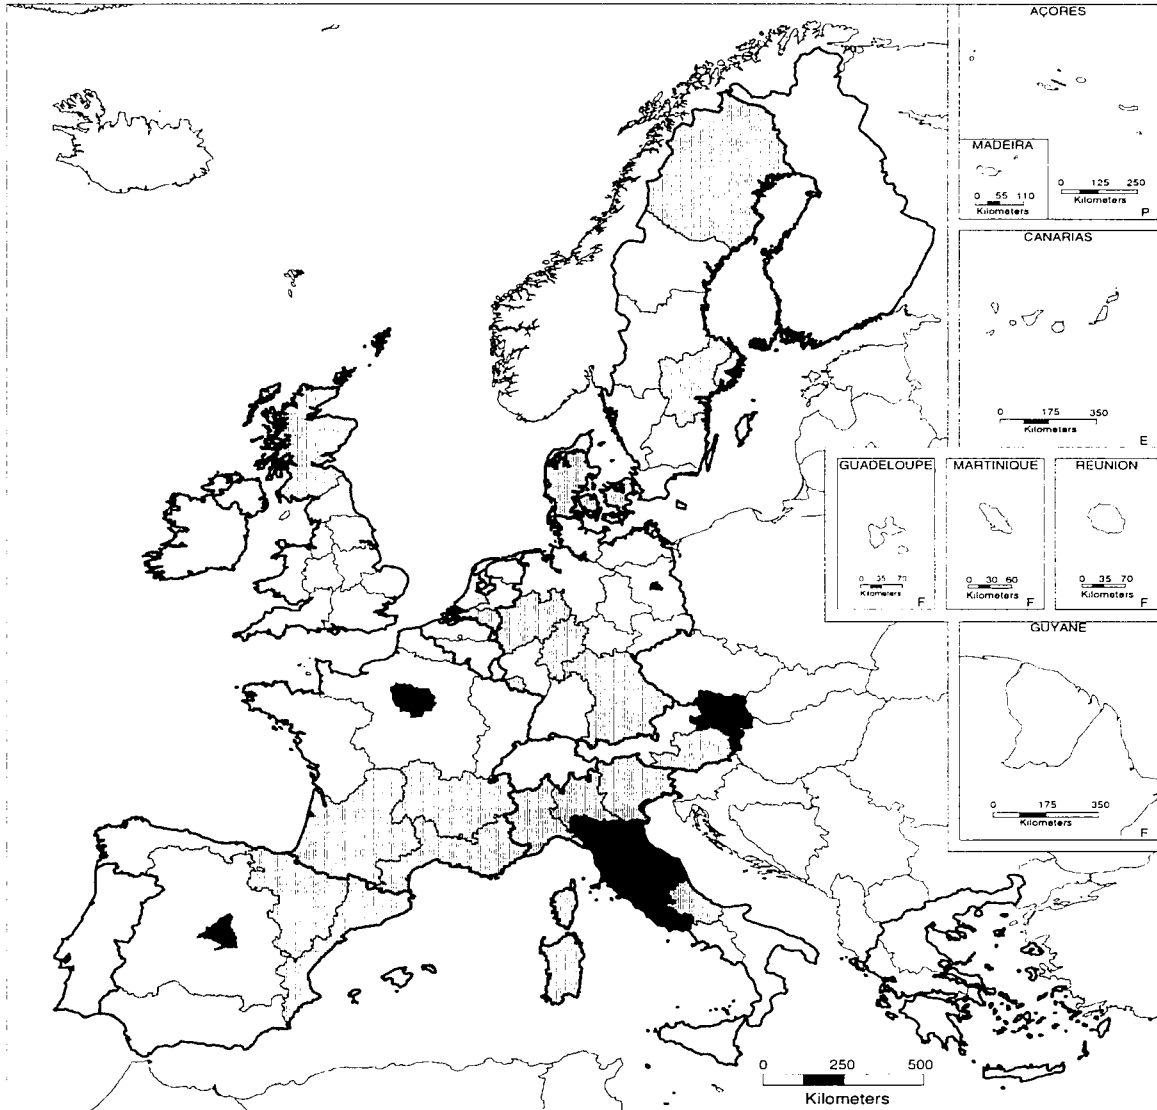 AÇORES
MADEIRA
0 55 110
Kilometers
0 125 250
Kilometers
P
CANARIAS
0 175 350
Kilometers
E
GUADELOUPE
0 35 70
Kilometers
F
MARTINIQUE
0 30 60
Kilometers
F
REUNION
0 35 70
Kilometers
F
GUYANE
0 175 350
Kilometers
F
0 250 500
Kilometers